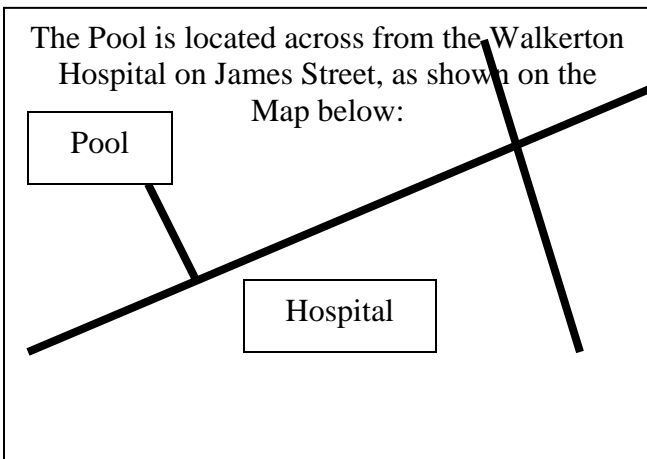 The Pool is located across from the Walkerton
Hospital on James Street, as shown on the
Map below:
Pool
Hospital